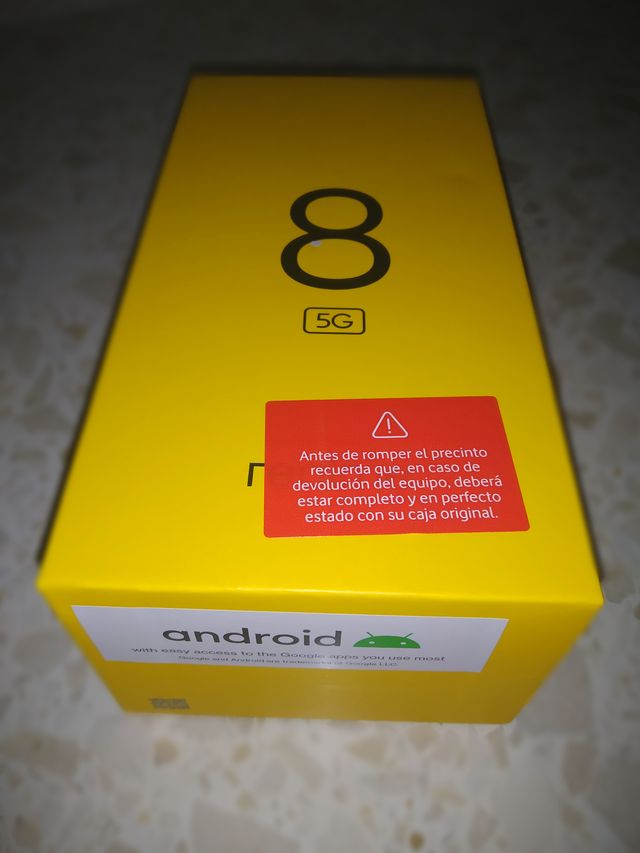 8
5G
Antes de romper el precinto
recuerda que, en caso de
devolución del equipo, deberá
estar completo y en perfecto
estado con su caja original.
android
with easy access to the Google apps you use most
Google and Android are trademarks of Google LLC.